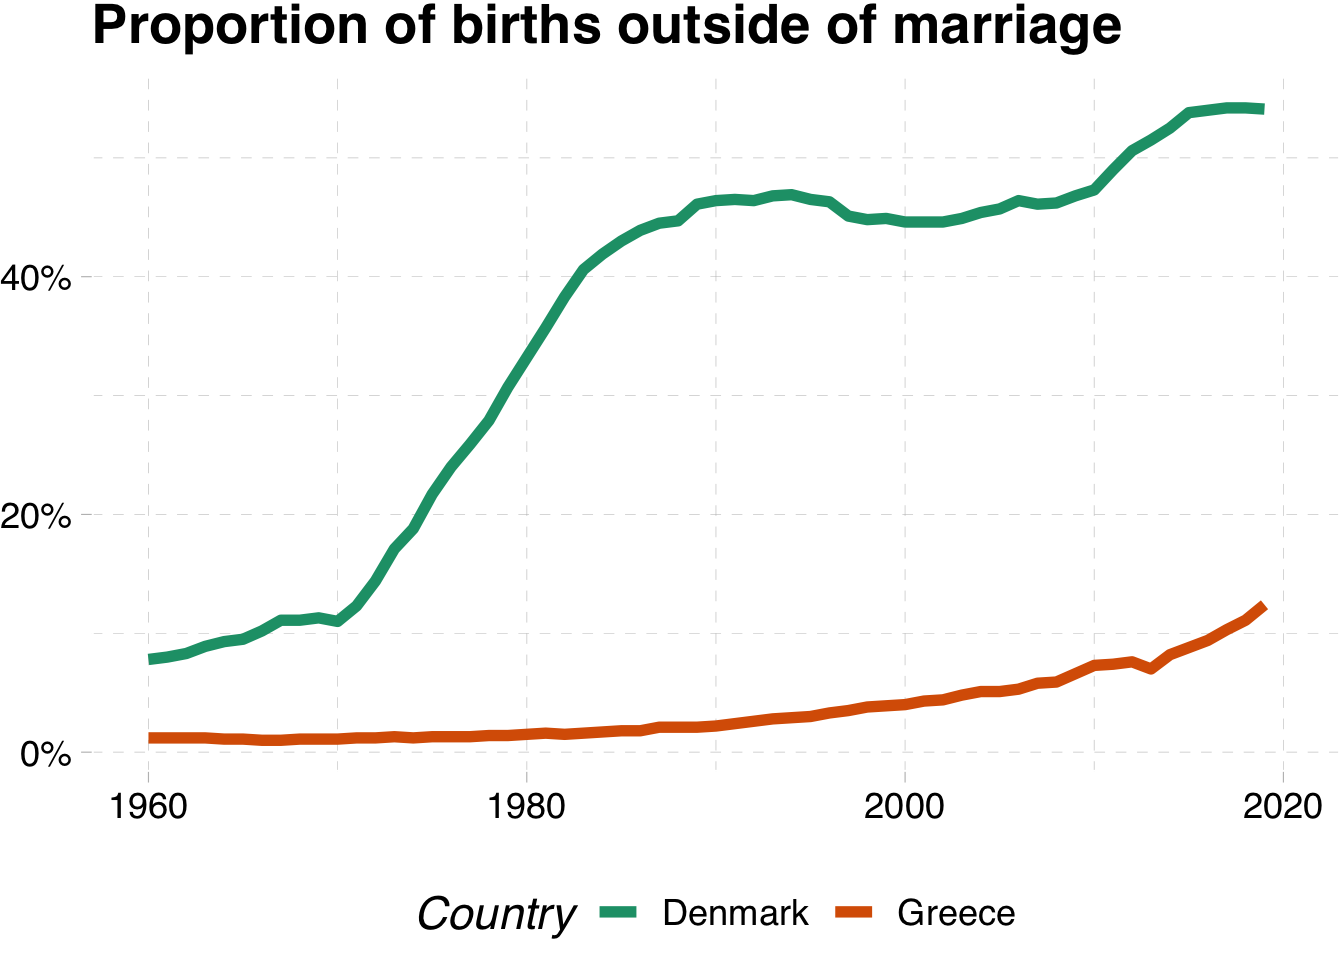 Proportion of births outside of marriage
40%
20%
0%
1960 1980 2000 2020
Country Denmark Greece